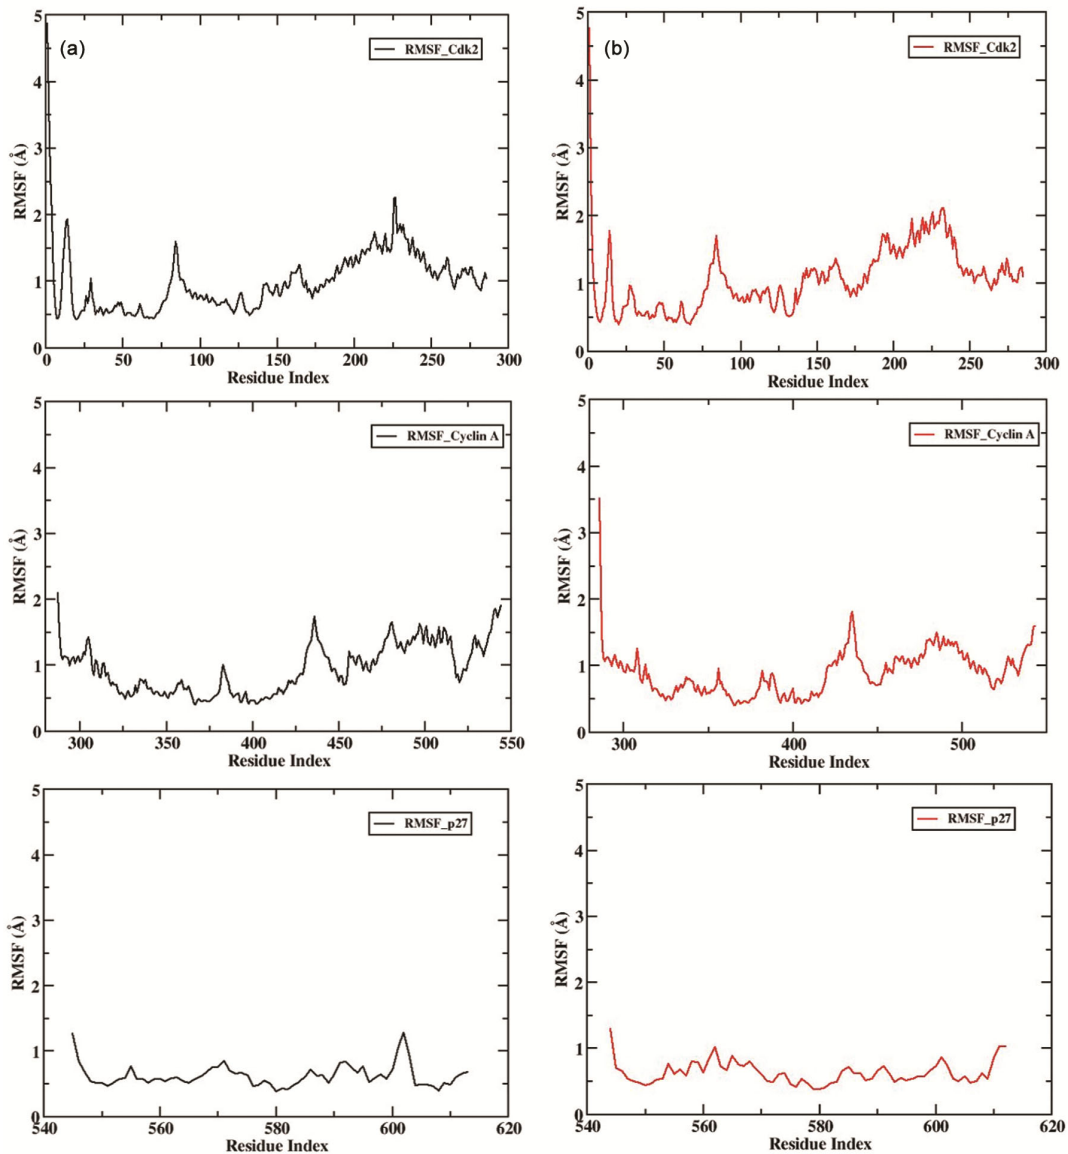 (a)
RMSF_Cdk2
5
4
3
2
1
0
RMSF (Å)
0 50 100 150 200 250 300
Residue Index
(b)
RMSF_Cdk2
5
4
3
2
1
0
RMSF (Å)
0 50 100 150 200 250 300
Residue Index
RMSF_Cyclin A
5
4
3
2
1
0
RMSF (Å)
300 350 400 450 500 550
Residue Index
RMSF_Cyclin A
5
4
3
2
1
0
RMSF (Å)
300 400 500
Residue Index
RMSF_p27
5
4
3
2
1
0
RMSF (Å)
540 560 580 600 620
Residue Index
RMSF_p27
5
4
3
2
1
0
RMSF (Å)
540 560 580 600 620
Residue Index